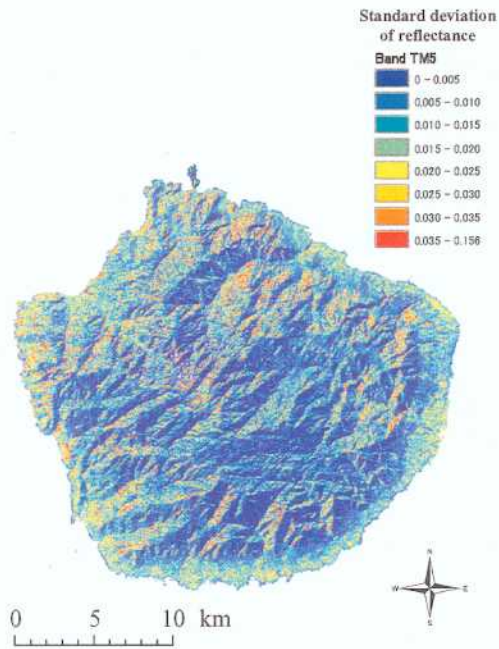 Standard deviation
of reflectance
Band TM5
0 - 0.005
0.005 - 0.010
0.010 - 0.015
0.015 - 0.020
0.020 - 0.025
0.025 - 0.030
0.030 - 0.035
0.035 - 0.156
N
W E
S
0 5 10 km